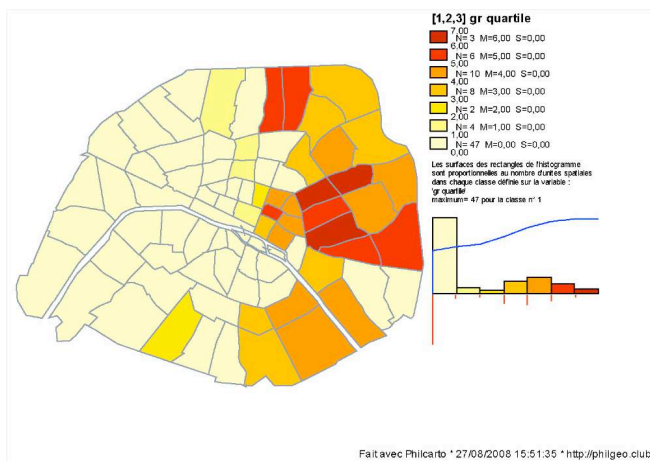 [1,2,3] gr quartile
7,00
N= 3 M=6,00 S=0,00
6,00
N= 6 M=5,00 S=0,00
5,00
N= 10 M=4,00 S=0,00
4,00
N= 8 M=3,00 S=0,00
3,00
N= 2 M=2,00 S=0,00
2,00
N= 4 M=1,00 S=0,00
1,00
N= 47 M=0,00 S=0,00
0,00
Les surfaces des rectangles de l'histogramme
sont proportionnelles au nombre d'unites spatiales
dans chaque classe définie sur la variable :
'gr quartile'
maximum= 47 pour la classe n° 1
Fait avec Philcarto * 27/08/2008 15:51:35 * http://philgeo.club